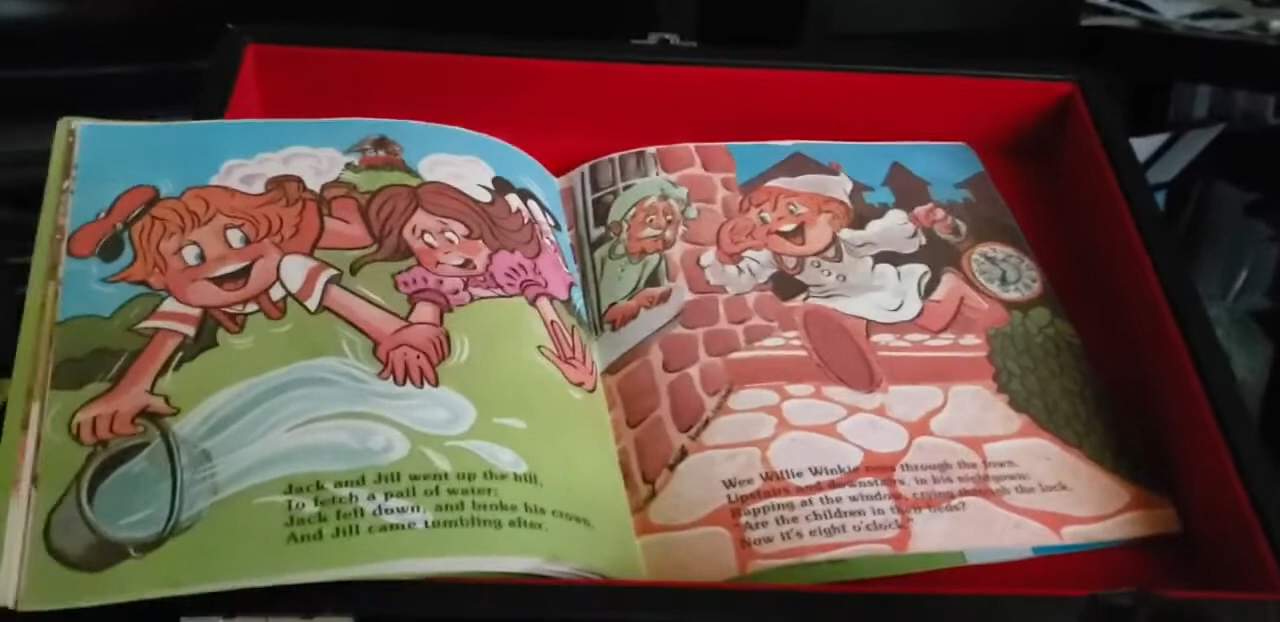 Jack and Jill went up the hill,
To fetch a pail of water;
Jack fell down, and broke his crown,
And Jill came tumbling after.
Wee Willie Winkie runs through the town,
Upstairs and downstairs, in his nightgown;
Rapping at the window, crying through the lock,
"Are the children in their beds?
Now it's eight o'clock."